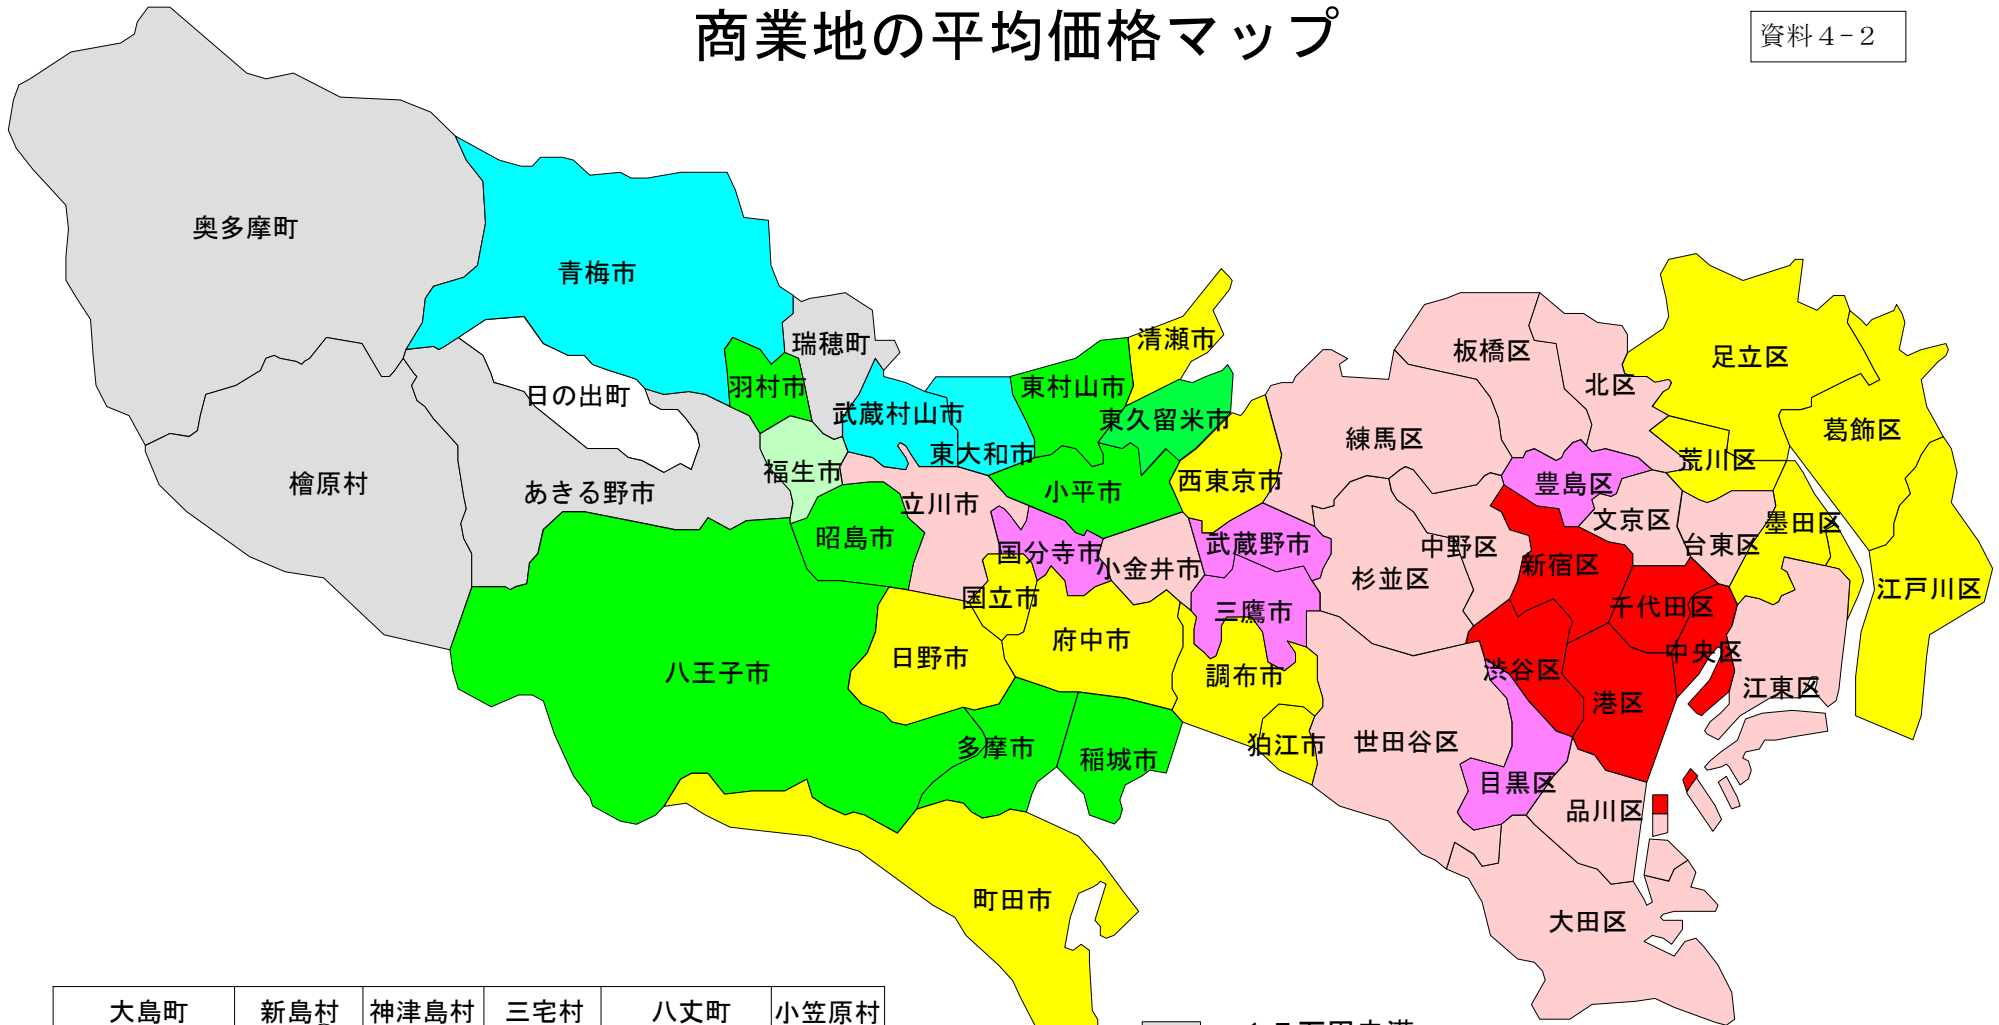 商業地の平均価格マップ
資料4-2
奥多摩町
青梅市
瑞穂町
羽村市
日の出町
武蔵村山市
東大和市
東村山市
清瀬市
東久留米市
檜原村
あきる野市
福生市
昭島市
立川市
小平市
西東京市
国分寺市
小金井市
武蔵野市
三鷹市
国立市
府中市
日野市
八王子市
多摩市
稲城市
調布市
狛江市
町田市
板橋区
北区
足立区
葛飾区
荒川区
練馬区
豊島区
文京区
台東区
墨田区
江戸川区
中野区
杉並区
新宿区
千代田区
中央区
江東区
渋谷区
港区
世田谷区
目黒区
品川区
大田区
大島町 新島村 神津島村 三宅村 八丈町 小笠原村